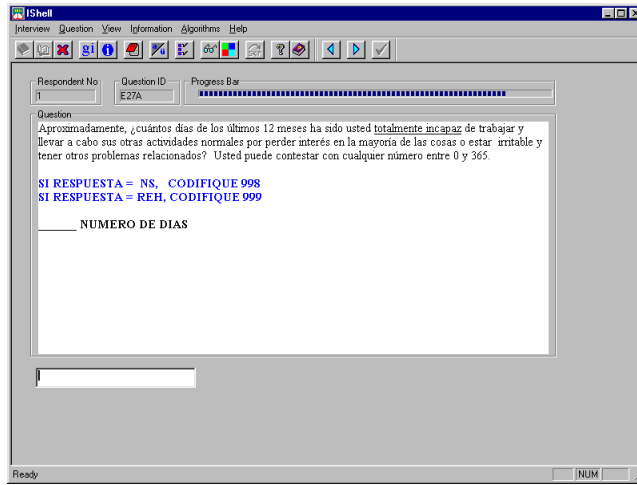 IShell
Interview Question View Information Algorithms Help
Respondent No
Question ID
Progress Bar
1
E27A
Question
Aproximadamente, ¿cuántos días de los últimos 12 meses ha sido usted totalmente incapaz de trabajar y
llevar a cabo sus otras actividades normales por perder interés en la mayoría de las cosas o estar irritable y
tener otros problemas relacionados? Usted puede contestar con cualquier número entre 0 y 365.
SI RESPUESTA = NS, CODIFIQUE 998
SI RESPUESTA = REH, CODIFIQUE 999
______ NUMERO DE DIAS
Ready
NUM